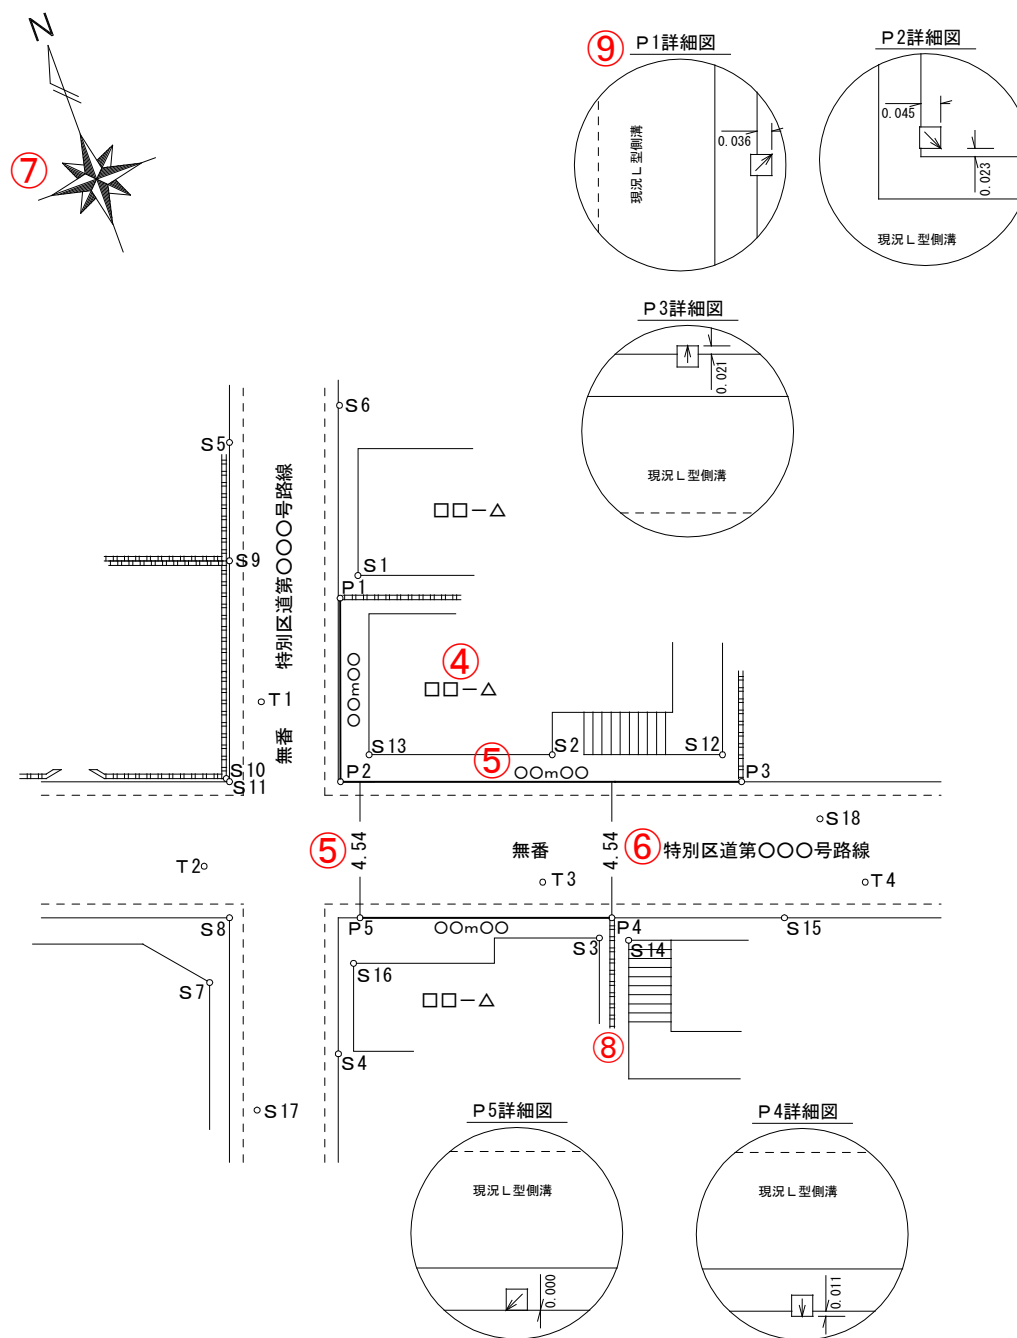 N
⑦
⑨ P1詳細図
現況L型側溝
0.036
P2詳細図
0.045
0.023
現況L型側溝
P3詳細図
0.021
現況L型側溝
S6
S5
特別区道第〇〇〇号路線
□□－△
S9
S1
P1
④
〇〇m〇〇
□□－△
T1
無番
S13
S2
S12
⑤
〇〇m〇〇
S10
S11
P2
P3
S18
⑤
4.54
無番
4.54
⑥ 特別区道第〇〇〇号路線
T2
T3
T4
S8
P5
〇〇m〇〇
P4
S15
S3
S14
S16
S7
□□－△
⑧
S4
S17
P5詳細図
現況L型側溝
0.000
P4詳細図
現況L型側溝
0.011